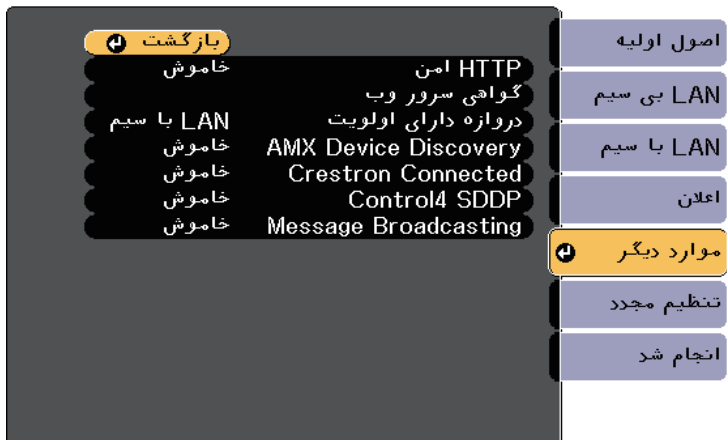 بازگشت
HTTP امن خاموش
گواهی سرور وب
دروازه دارای اولویت LAN با سیم
AMX Device Discovery خاموش
Crestron Connected خاموش
Control4 SDDP خاموش
Message Broadcasting خاموش
اصول اولیه
LAN بی سیم
LAN با سیم
اعلان
موارد دیگر
تنظیم مجدد
انجام شد